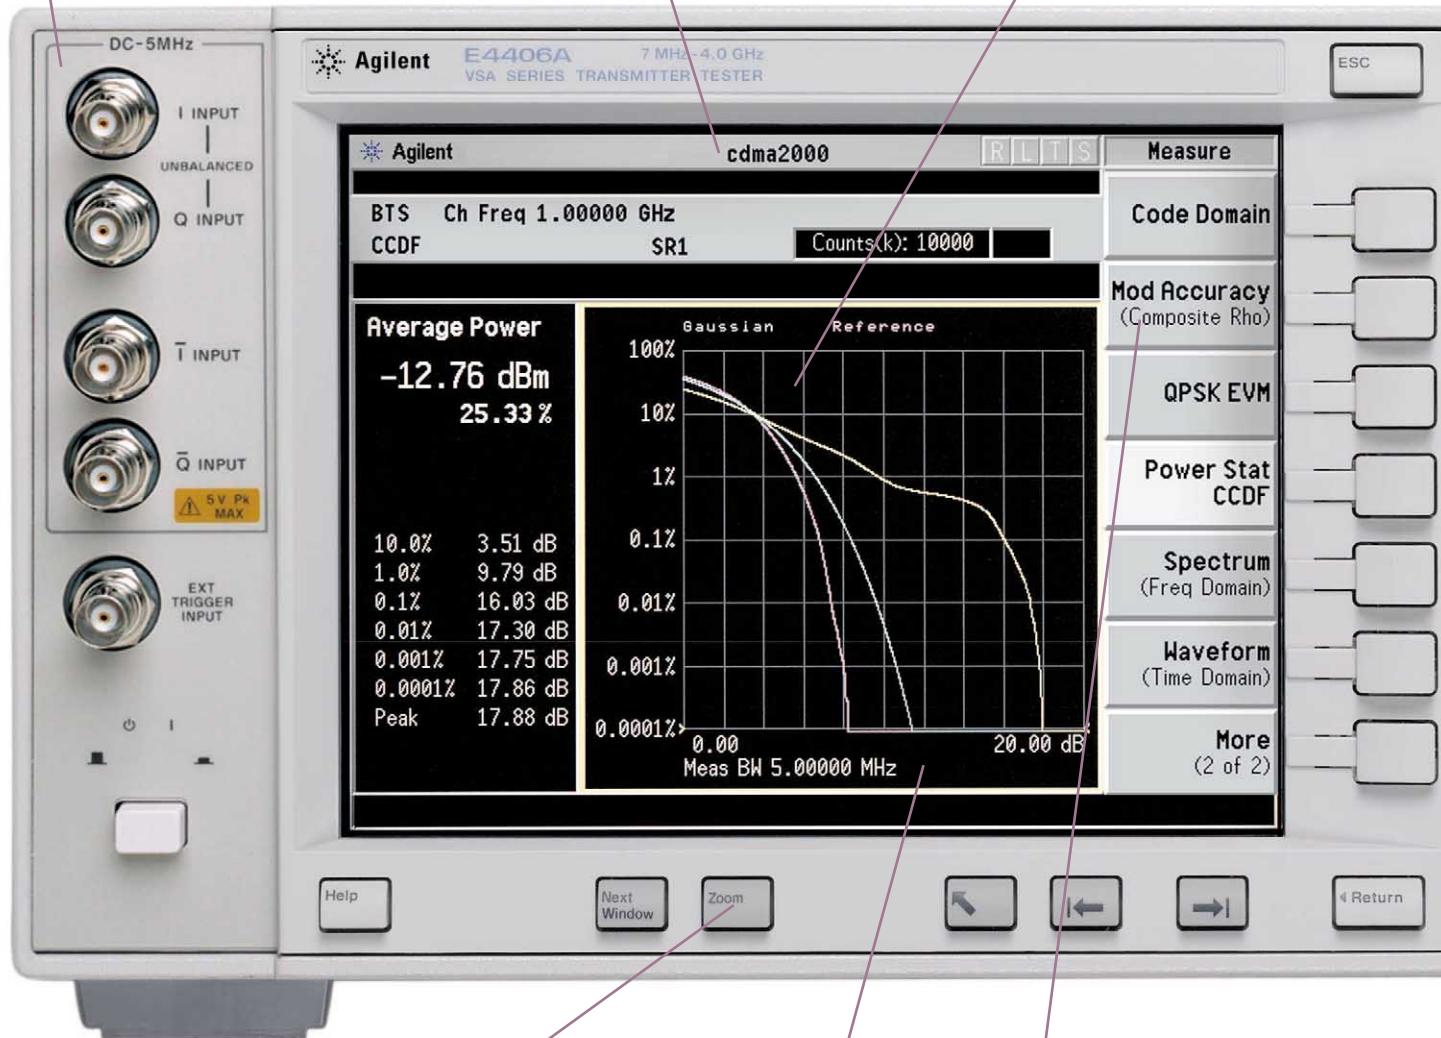 DC-5MHz
I INPUT
UNBALANCED
Q INPUT
Ī INPUT
Q̄ INPUT
5V Pk
MAX
EXT
TRIGGER
INPUT
Agilent
E4406A 7 MHz-4.0 GHz
VSA SERIES TRANSMITTER TESTER
ESC
Agilent
cdma2000
R L T S
Measure
BTS Ch Freq 1.00000 GHz
CCDF SR1 Counts(k): 10000
Average Power
-12.76 dBm
25.33%
10.0% 3.51 dB
1.0% 9.79 dB
0.1% 16.03 dB
0.01% 17.30 dB
0.001% 17.75 dB
0.0001% 17.86 dB
Peak 17.88 dB
Gaussian Reference
100%
10%
1%
0.1%
0.01%
0.001%
0.0001%
0.00 20.00 dB
Meas BW 5.00000 MHz
Code Domain
Mod Accuracy
(Composite Rho)
QPSK EVM
Power Stat
CCDF
Spectrum
(Freq Domain)
Waveform
(Time Domain)
More
(2 of 2)
Help
Next
Window
Zoom
Return